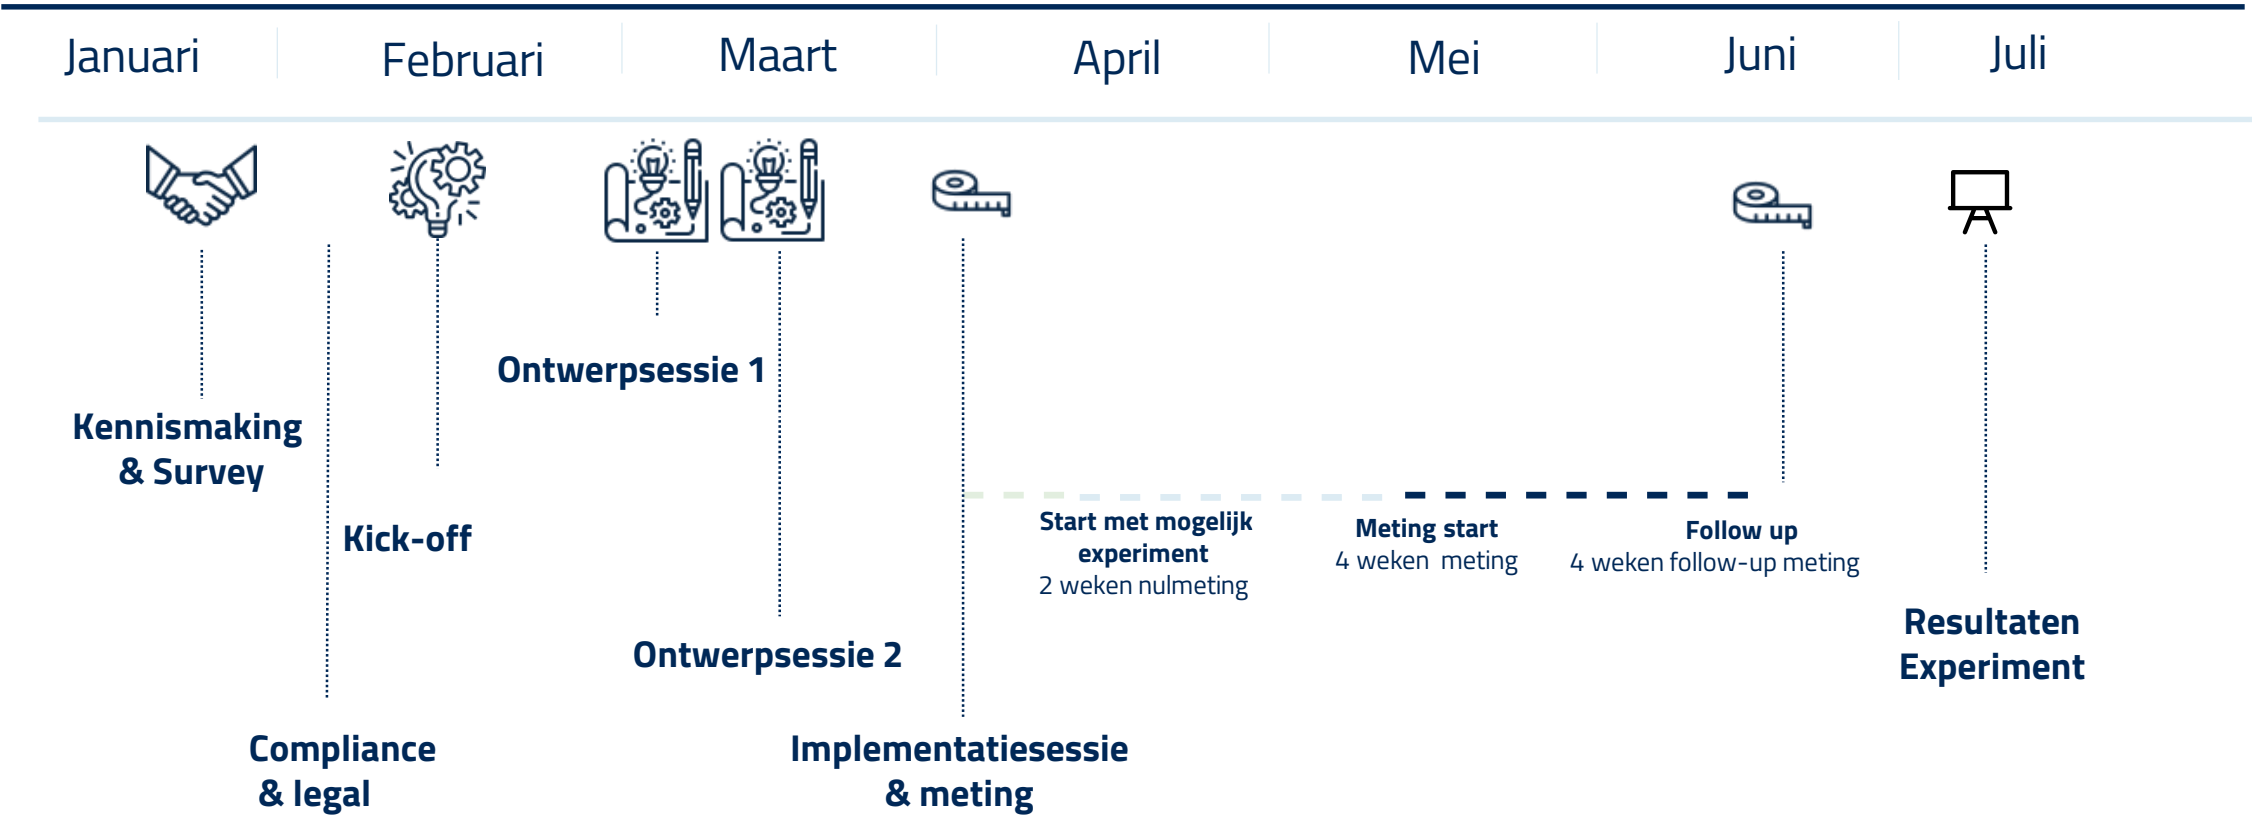 Januari
Februari
Maart
April
Mei
Juni
Juli
Kennismaking
& Survey
Compliance
& legal
Kick-off
Ontwerpsessie 1
Ontwerpsessie 2
Implementatiesessie
& meting
Start met mogelijk
experiment
2 weken nulmeting
Meting start
4 weken meting
Follow up
4 weken follow-up meting
Resultaten
Experiment